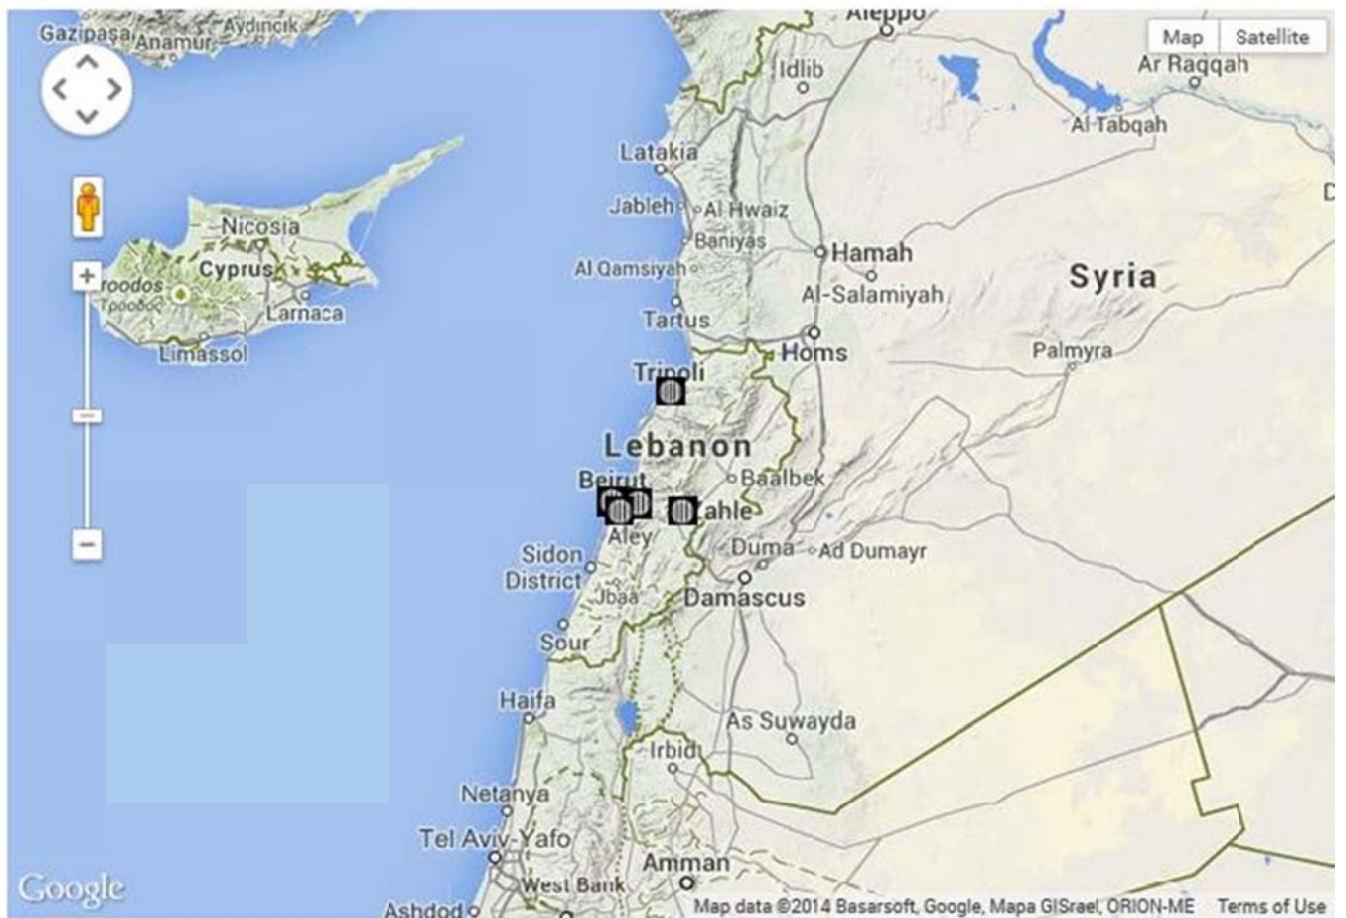 Aleppo
Gazipaşa
Aydıncık
Anamur
Map
Satellite
Idlib
Ar Raqqah
Al Tabqah
Latakia
Jableh
Al Hwaiz
Nicosia
Baniyas
Hamah
Cyprus
Al Qamsiyah
Syria
roodos
Τροοδος
Al-Salamiyah
Larnaca
Tartus
Limassol
Homs
Palmyra
Tripoli
Lebanon
Beirut
Baalbek
ahle
Aley
Sidon
District
Duma
Ad Dumayr
Jbaa
Damascus
Sour
Haifa
As Suwayda
Irbid
Netanya
Tel Aviv-Yafo
Amman
West Bank
Google
Ashdod
Map data ©2014 Basarsoft, Google, Mapa GISrael, ORION-ME
Terms of Use